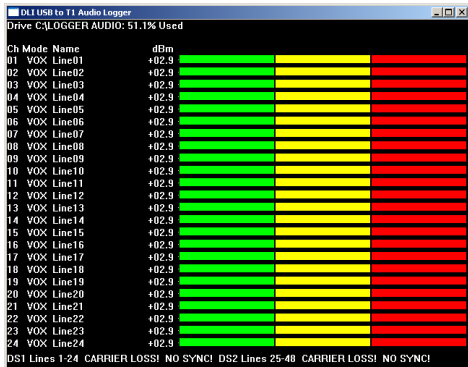 DLI USB to T1 Audio Logger
Drive C:\LOGGER AUDIO: 51.1% Used
Ch Mode Name dBm
01 VOX Line01 +02.9
02 VOX Line02 +02.9
03 VOX Line03 +02.9
04 VOX Line04 +02.9
05 VOX Line05 +02.9
06 VOX Line06 +02.9
07 VOX Line07 +02.9
08 VOX Line08 +02.9
09 VOX Line09 +02.9
10 VOX Line10 +02.9
11 VOX Line11 +02.9
12 VOX Line12 +02.9
13 VOX Line13 +02.9
14 VOX Line14 +02.9
15 VOX Line15 +02.9
16 VOX Line16 +02.9
17 VOX Line17 +02.9
18 VOX Line18 +02.9
19 VOX Line19 +02.9
20 VOX Line20 +02.9
21 VOX Line21 +02.9
22 VOX Line22 +02.9
23 VOX Line23 +02.9
24 VOX Line24 +02.9
DS1 Lines 1-24 CARRIER LOSS! NO SYNC! DS2 Lines 25-48 CARRIER LOSS! NO SYNC!